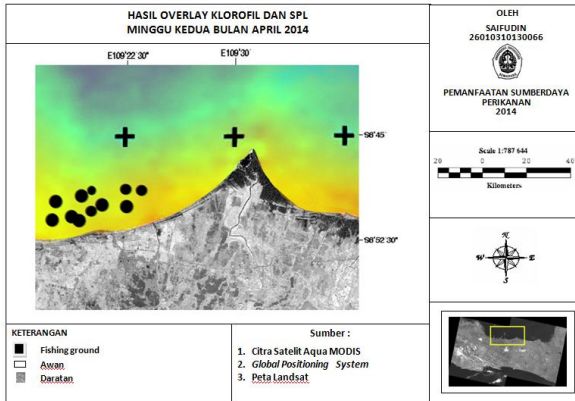 HASIL OVERLAY KLOROFIL DAN SPL
MINGGU KEDUA BULAN APRIL 2014
E109°22'30"
E109°30'
S6°45'
S6°52'30"
KETERANGAN
Fishing ground
Awan
Daratan
Sumber :
1. Citra Satelit Aqua MODIS
2. Global Positioning System
3. Peta Landsat
OLEH
SAIFUDIN
26010310130066
PEMANFAATAN SUMBERDAYA
PERIKANAN
2014
Scale 1:787 644
20 0 20 40
Kilometers
N
W E
S